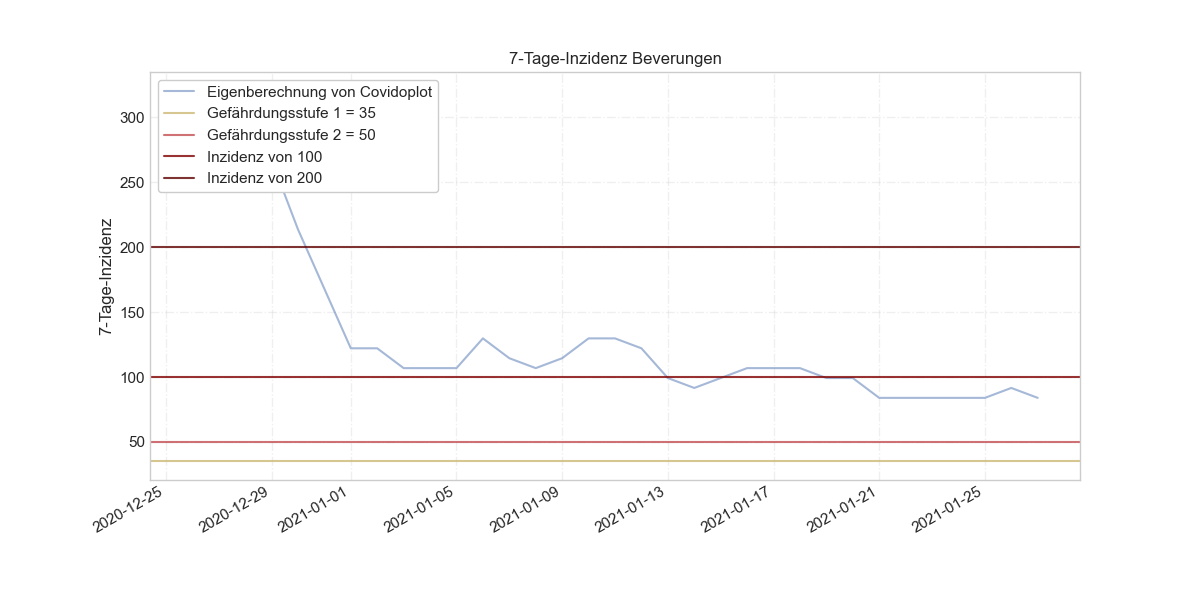 7-Tage-Inzidenz Beverungen
Eigenberechnung von Covidoplot
Gefährdungsstufe 1 = 35
Gefährdungsstufe 2 = 50
Inzidenz von 100
Inzidenz von 200
7-Tage-Inzidenz
300
250
200
150
100
50
2020-12-25
2020-12-29
2021-01-01
2021-01-05
2021-01-09
2021-01-13
2021-01-17
2021-01-21
2021-01-25